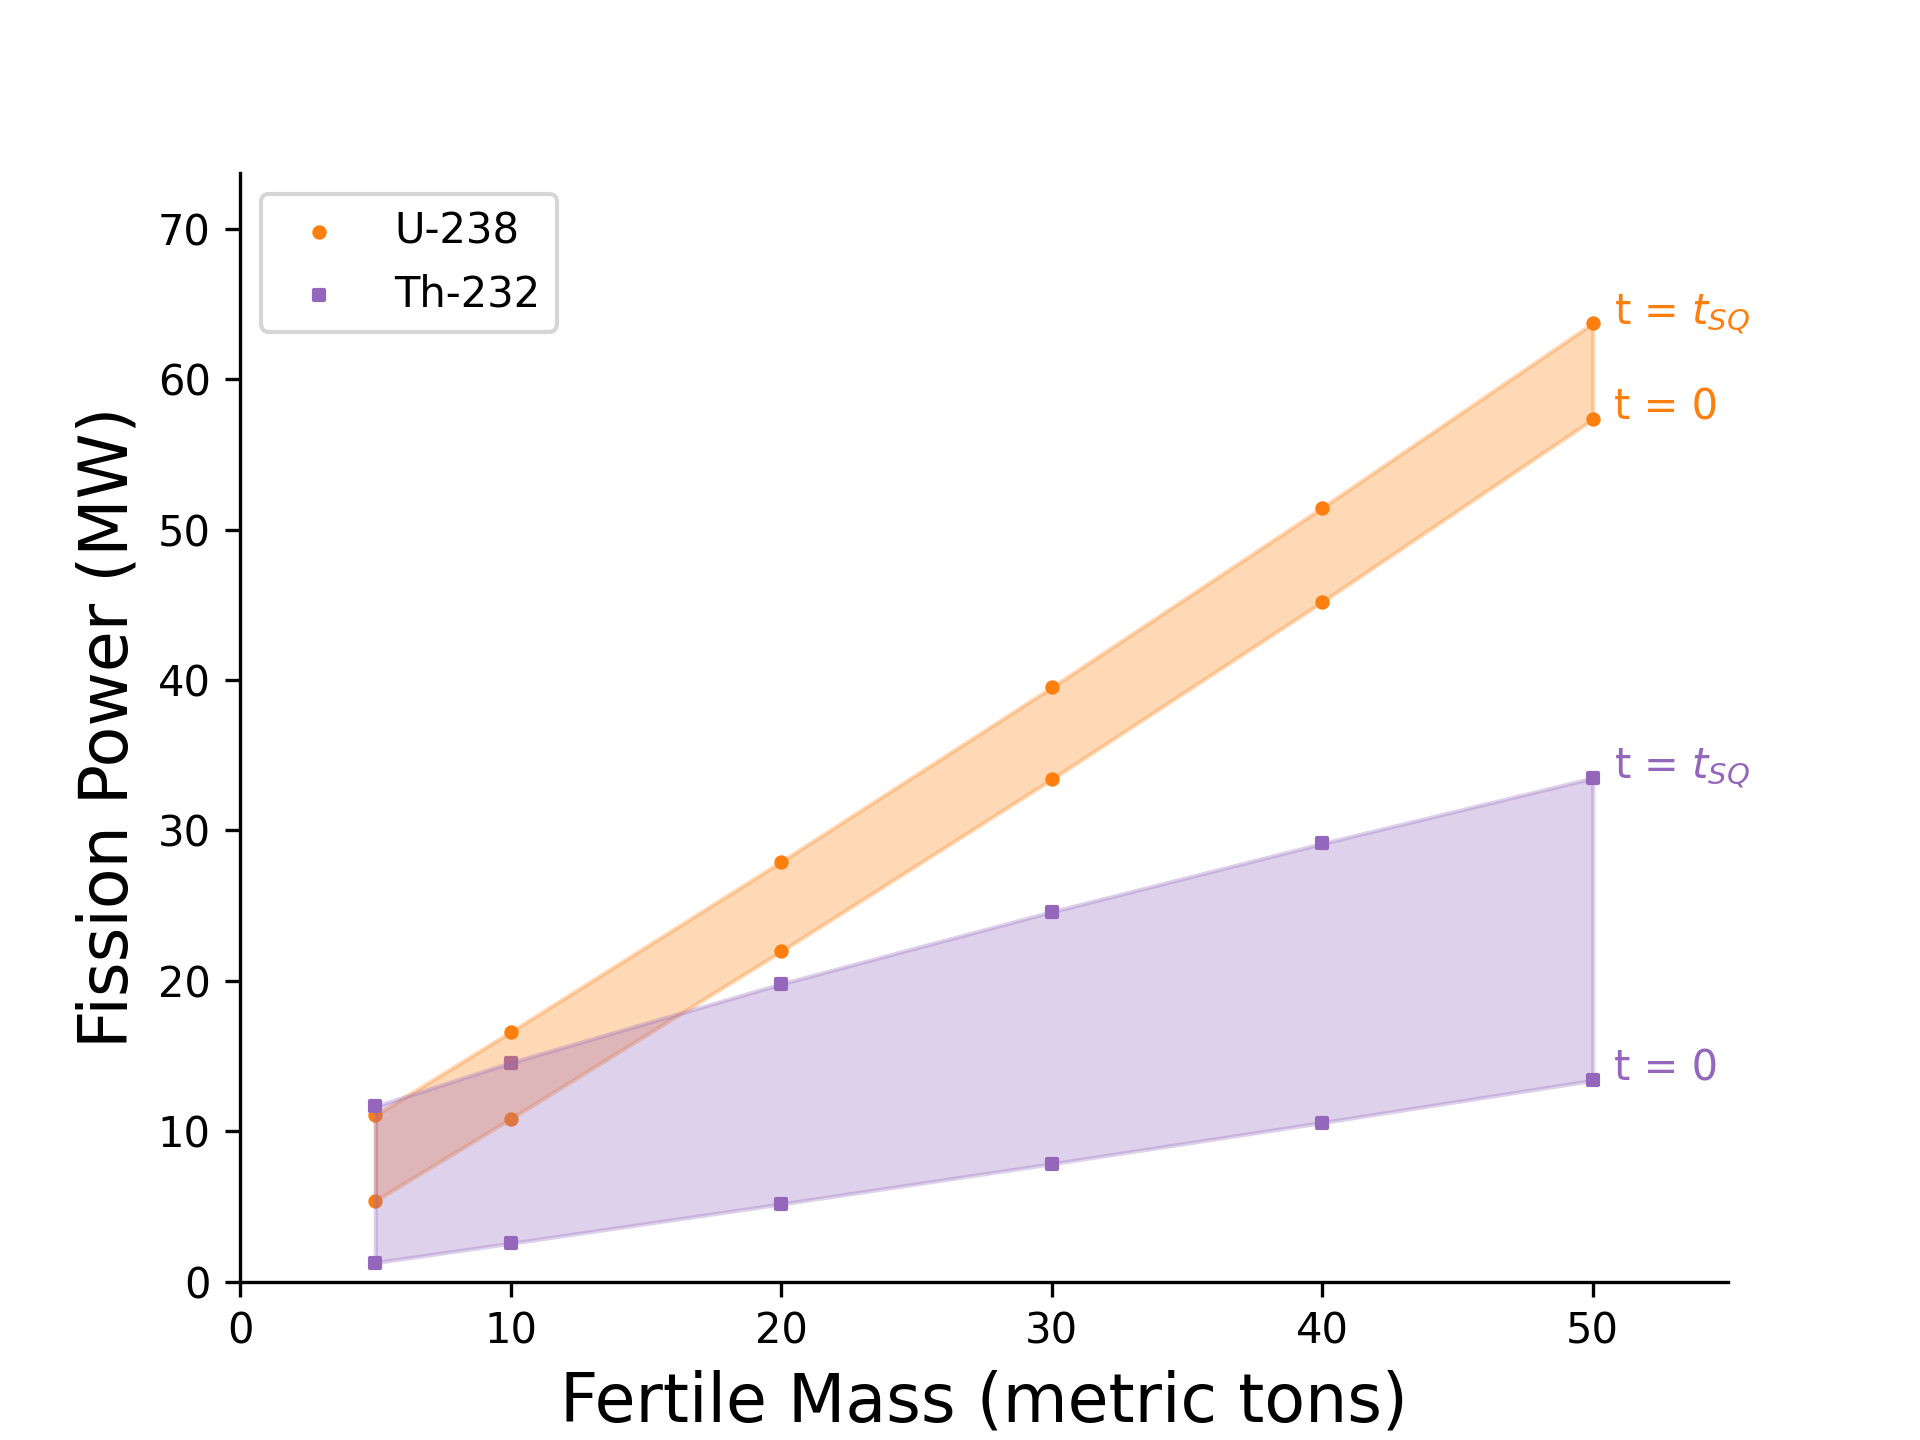 U-238
Th-232
70
60
50
40
30
20
10
0
Fission Power (MW)
t = t_SQ
t = 0
t = t_SQ
t = 0
0 10 20 30 40 50
Fertile Mass (metric tons)